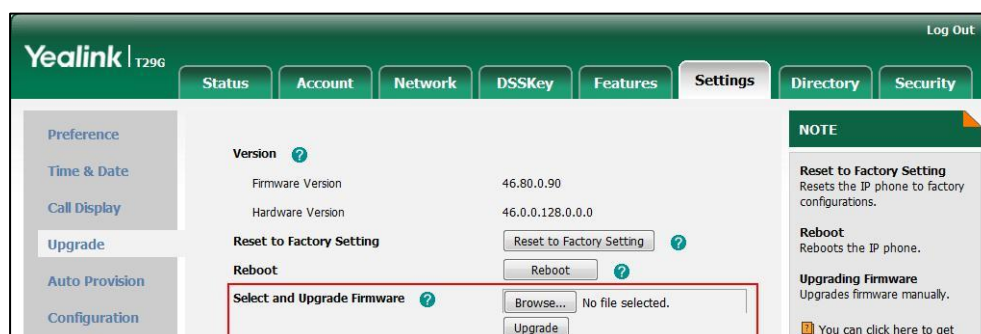 Log Out
Yealink | T29G
Status Account Network DSSKey Features Settings Directory Security
Preference
Time & Date
Call Display
Upgrade
Auto Provision
Configuration
Version ?
Firmware Version 46.80.0.90
Hardware Version 46.0.0.128.0.0.0
Reset to Factory Setting Reset to Factory Setting ?
Reboot Reboot ?
Select and Upgrade Firmware ? Browse... No file selected.
Upgrade
NOTE
Reset to Factory Setting
Resets the IP phone to factory
configurations.
Reboot
Reboots the IP phone.
Upgrading Firmware
Upgrades firmware manually.
? You can click here to get